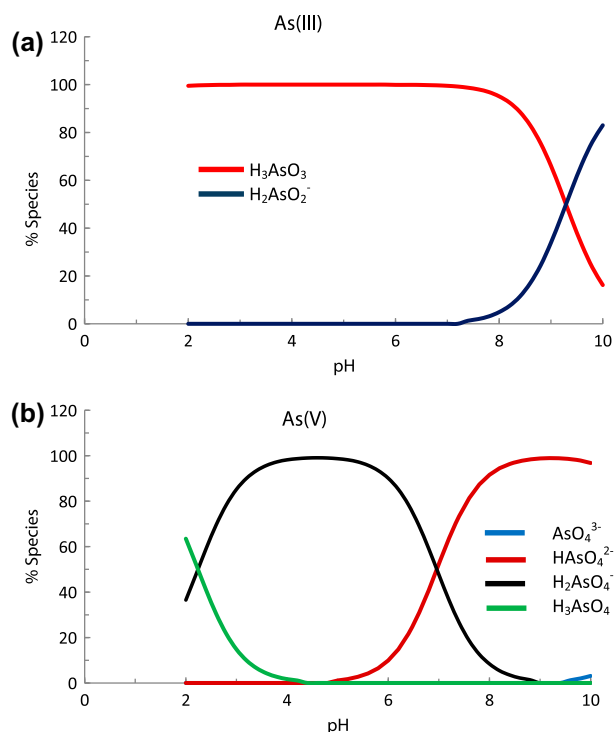 As(III)
(a)
120
100
80
60
40
20
0
% Species
H₃AsO₃
H₂AsO₂⁻
0 2 4 6 8 10
pH
(b)
As(V)
120
100
80
60
40
20
0
% Species
AsO₄³⁻
HAsO₄²⁻
H₂AsO₄⁻
H₃AsO₄
0 2 4 6 8 10
pH